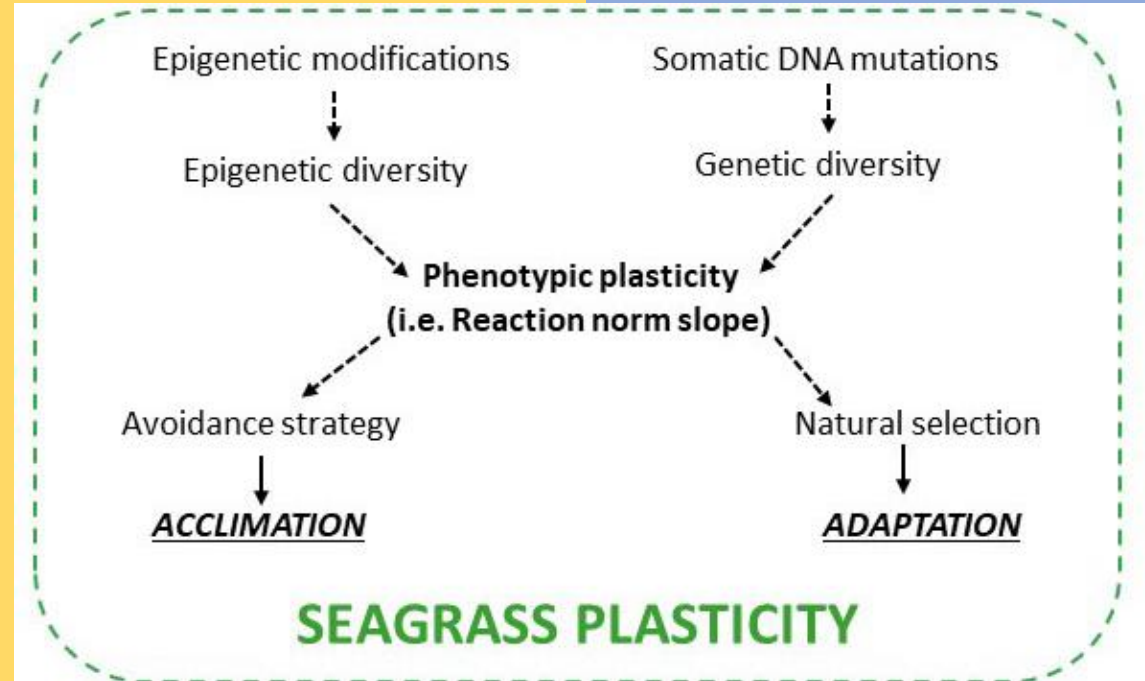 Epigenetic modifications
Somatic DNA mutations
Epigenetic diversity
Genetic diversity
Phenotypic plasticity
(i.e. Reaction norm slope)
Avoidance strategy
Natural selection
ACCLIMATION
ADAPTATION
SEAGRASS PLASTICITY